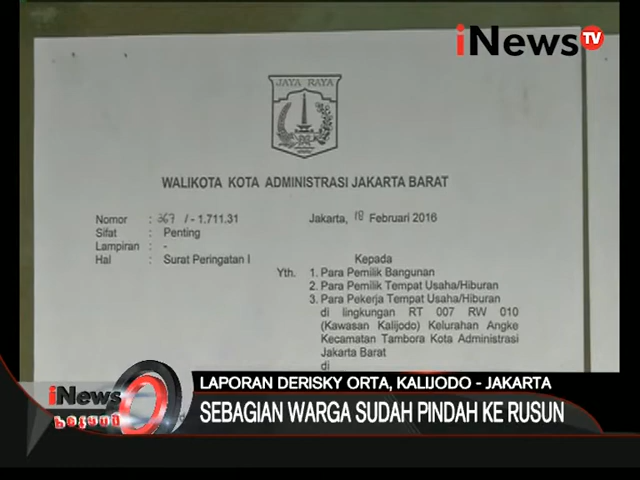 iNews TV
JAYA RAYA
WALIKOTA KOTA ADMINISTRASI JAKARTA BARAT
Nomor : 367 / - 1.711.31
Jakarta, 18 Februari 2016
Sifat : Penting
Lampiran : -
Hal : Surat Peringatan I
Kepada
Yth. 1. Para Pemilik Bangunan
2. Para Pemilik Tempat Usaha/Hiburan
3. Para Pekerja Tempat Usaha/Hiburan
di lingkungan RT 007 RW 010
(Kawasan Kalijodo) Kelurahan Angke
Kecamatan Tambora Kota Administrasi
Jakarta Barat
di
iNews
LAPORAN DERISKY ORTA, KALIJODO - JAKARTA
SEBAGIAN WARGA SUDAH PINDAH KE RUSUN